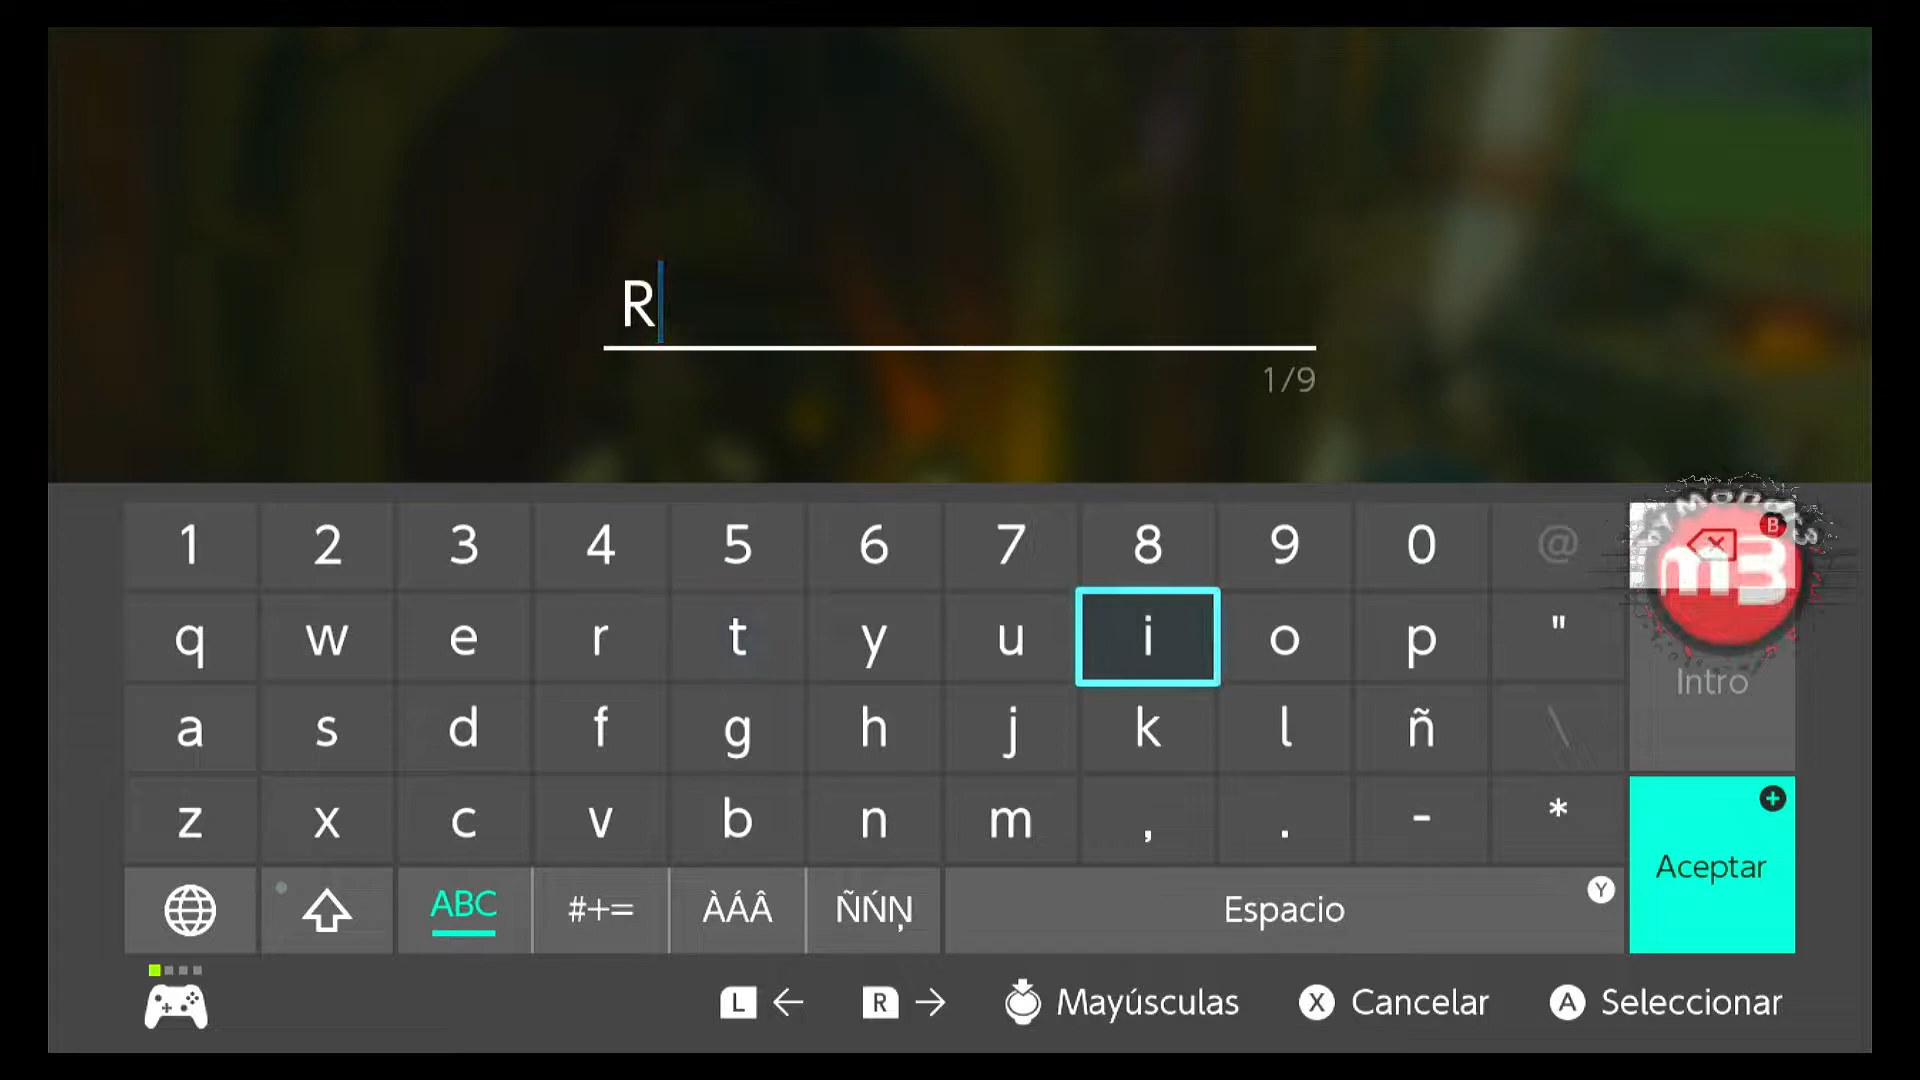 R
1/9
1 2 3 4 5 6 7 8 9 0 @ B
q w e r t y u i o p "
a s d f g h j k l ñ \
Intro
z x c v b n m , . - *
ABC #+= ÀÁÂ ÑŃŅ Espacio Y
Aceptar
L ← R → Mayúsculas X Cancelar A Seleccionar
m3